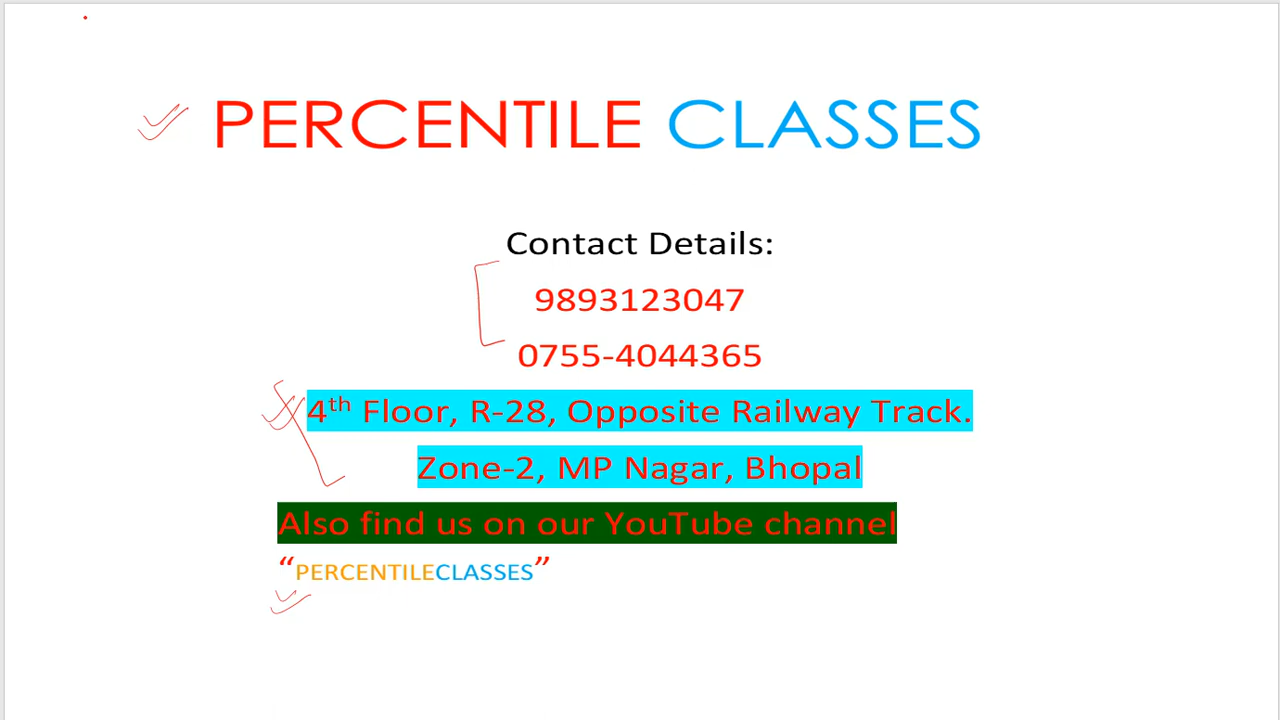 PERCENTILE CLASSES
Contact Details:
9893123047
0755-4044365
4th Floor, R-28, Opposite Railway Track.
Zone-2, MP Nagar, Bhopal
Also find us on our YouTube channel
“PERCENTILECLASSES”